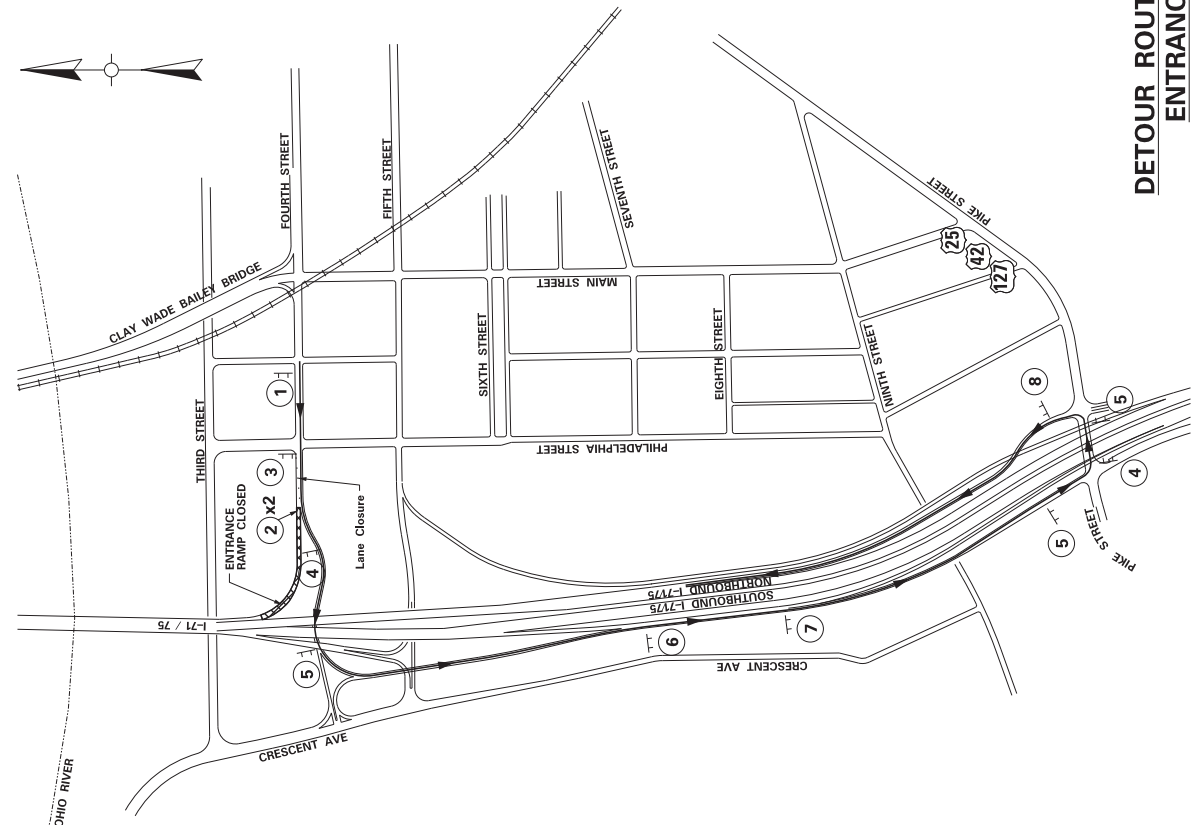 DETOUR ROUT
ENTRANC
CLAY WADE BAILEY BRIDGE
FOURTH STREET
FIFTH STREET
SEVENTH STREET
PIKE STREET
25
42
127
MAIN STREET
THIRD STREET
SIXTH STREET
EIGHTH STREET
NINTH STREET
PHILADELPHIA STREET
1
3
2 x2
ENTRANCE
RAMP CLOSED
Lane Closure
4
5
I-71 / 75
NORTHBOUND I-71/75
SOUTHBOUND I-71/75
6
7
8
5
4
5
PIKE STREET
CRESCENT AVE
CRESCENT AVE
OHIO RIVER